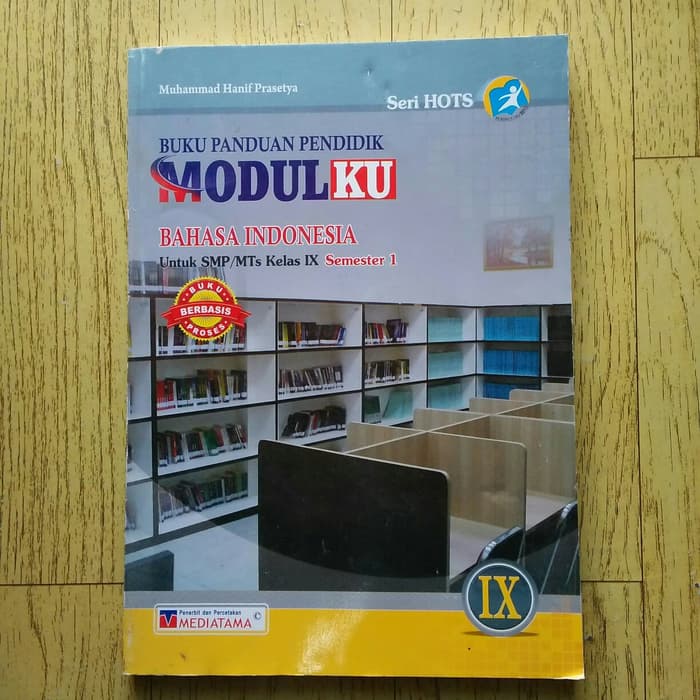 Muhammad Hanif Prasetya
Seri HOTS
BUKU PANDUAN PENDIDIK
MODULKU
BAHASA INDONESIA
Untuk SMP/MTs Kelas IX Semester 1
BUKU
BERBASIS
PROSES
IX
Penerbit dan Percetakan
MEDIATAMA ©